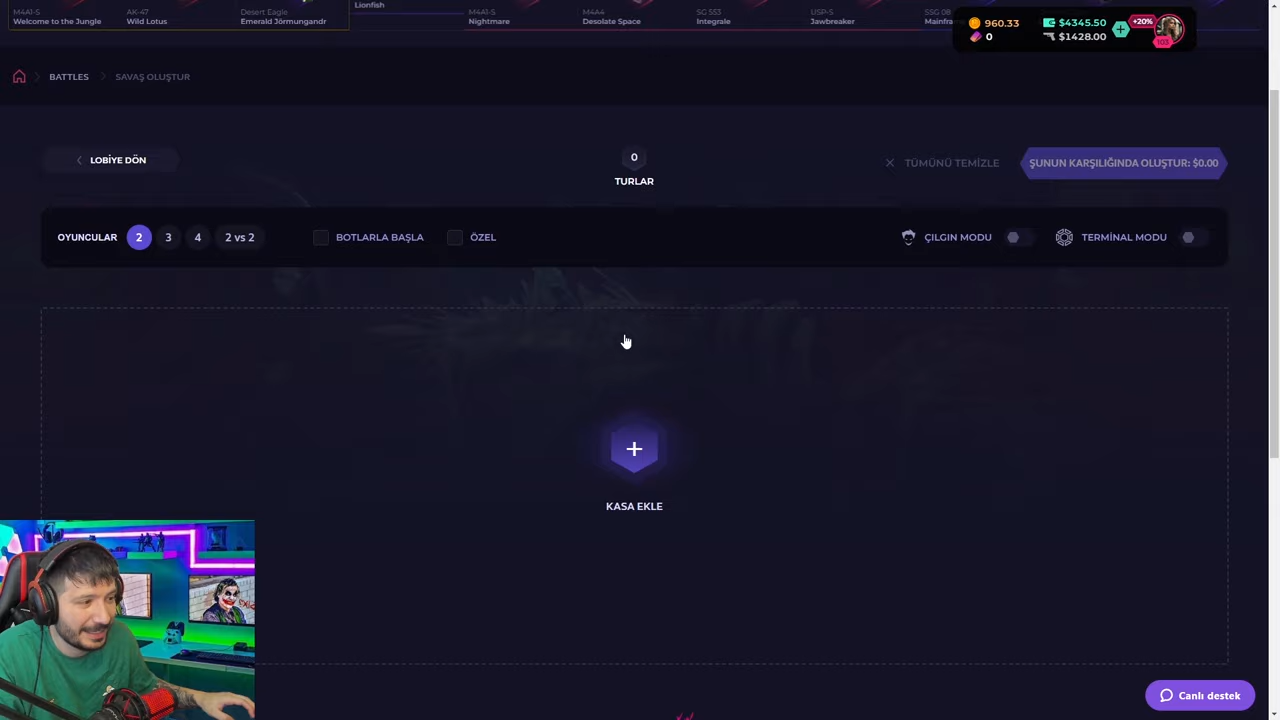 Lionfish
M4A1-S
Welcome to the Jungle
AK-47
Wild Lotus
Desert Eagle
Emerald Jörmungandr
M4A1-S
Nightmare
M4A4
Desolate Space
SG 553
Integrale
USP-S
Jawbreaker
SSG 08
960.33
0
$4345.50
$1428.00
+20%
BATTLES
SAVAŞ OLUŞTUR
LOBİYE DÖN
0
TURLAR
TÜMÜNÜ TEMİZLE
ŞUNUN KARŞILIĞINDA OLUŞTUR: $0.00
OYUNCULAR
2
3
4
2 vs 2
BOTLARLA BAŞLA
ÖZEL
ÇILGIN MODU
TERMİNAL MODU
KASA EKLE
Canlı destek